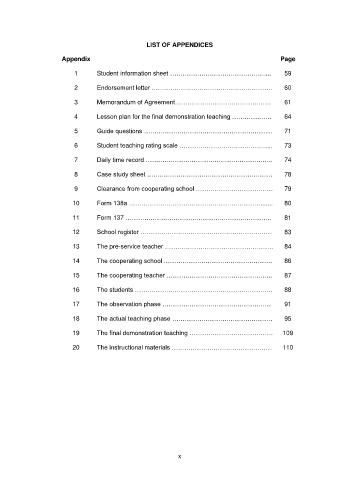 LIST OF APPENDICES
Appendix Page
1 Student information sheet …………………………………………….. 59
2 Endorsement letter ……………………………………………………. 60
3 Memorandum of Agreement…………………………………………. 61
4 Lesson plan for the final demonstration teaching ……………….. 64
5 Guide questions ……………………………………………………….. 71
6 Student teaching rating scale ………………………………………... 73
7 Daily time record ……………………………………………………….. 74
8 Case study sheet ………………………………………………………. 78
9 Clearance from cooperating school ………………………………… 79
10 Form 138a ………………………………………………………………... 80
11 Form 137 ………………………………………………………………….. 81
12 School register …………………………………………………………. 83
13 The pre-service teacher ………………………………………………. 84
14 The cooperating school ……………………………………………….. 86
15 The cooperating teacher ……………………………………………... 87
16 The students ……………………………………………………………. 88
17 The observation phase ……………………………………………….. 91
18 The actual teaching phase …………………………………………… 95
19 The final demonstration teaching …………………………………… 109
20 The instructional materials …………………………………………… 110
x